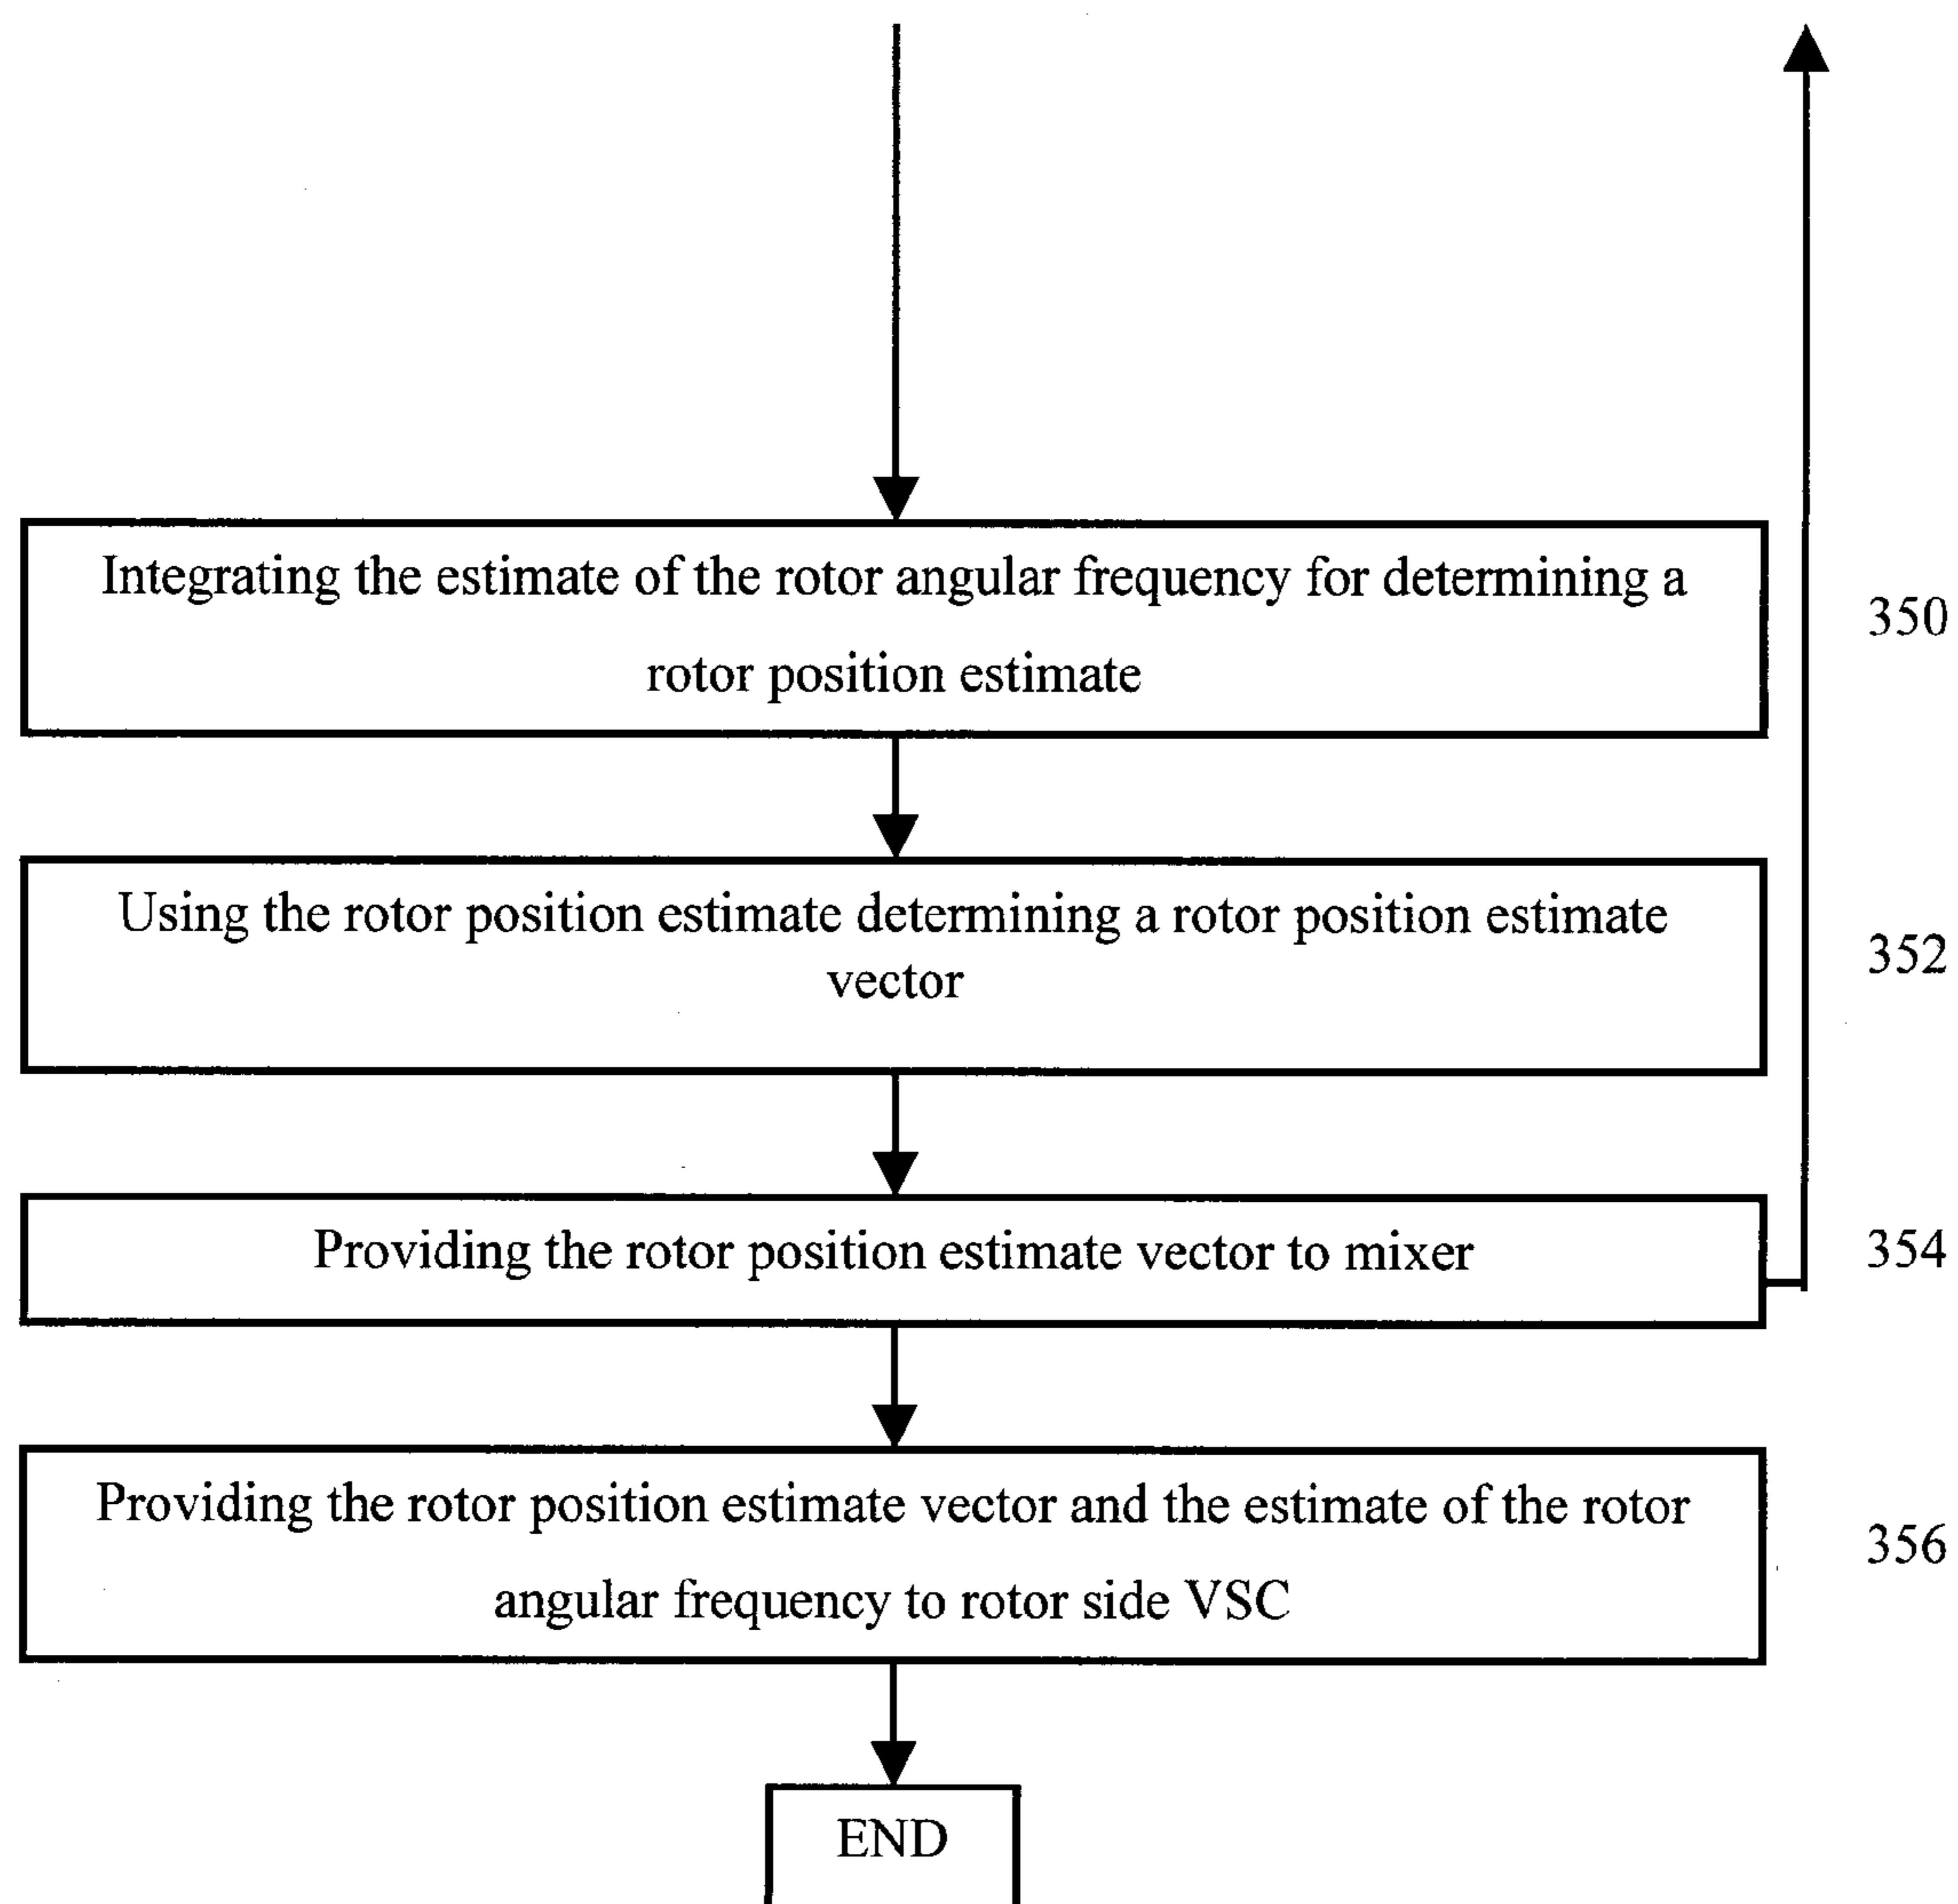 Integrating the estimate of the rotor angular frequency for determining a
rotor position estimate
350
Using the rotor position estimate determining a rotor position estimate
vector
352
Providing the rotor position estimate vector to mixer
354
Providing the rotor position estimate vector and the estimate of the rotor
angular frequency to rotor side VSC
356
END